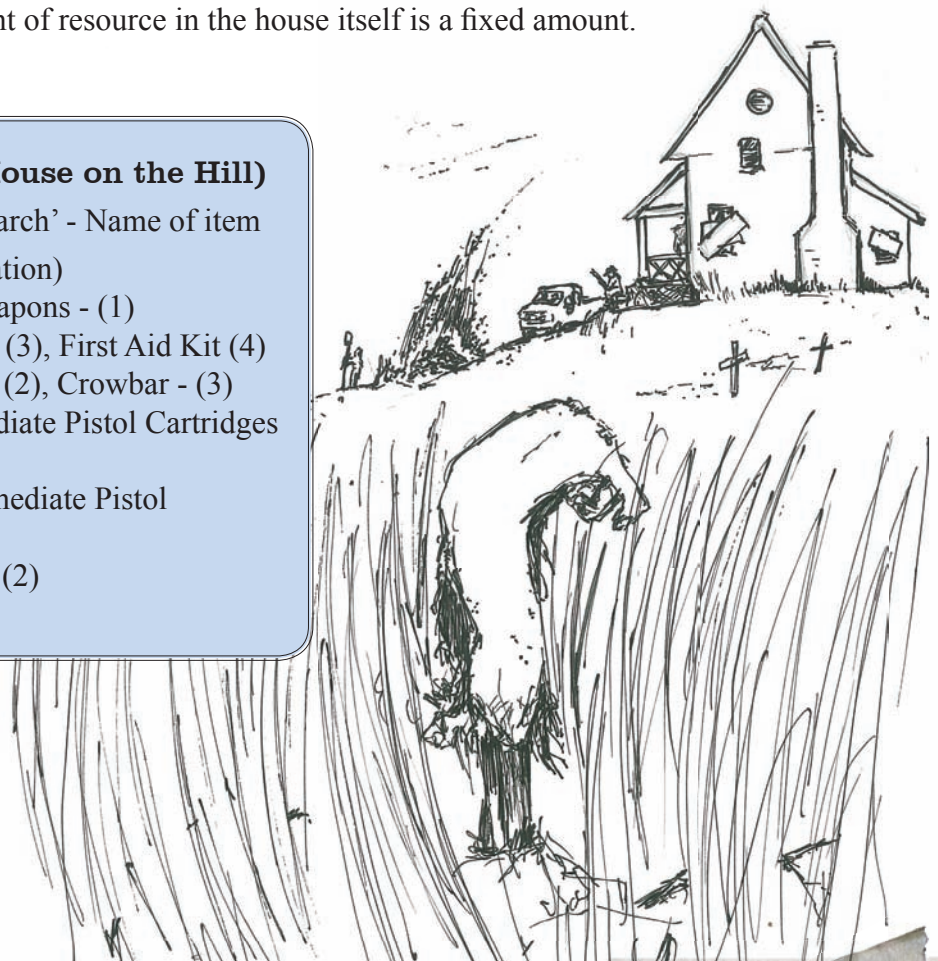 nt of resource in the house itself is a fixed amount.
ouse on the Hill)
arch’ - Name of item
ation)
apons - (1)
(3), First Aid Kit (4)
(2), Crowbar - (3)
diate Pistol Cartridges
nediate Pistol
(2)